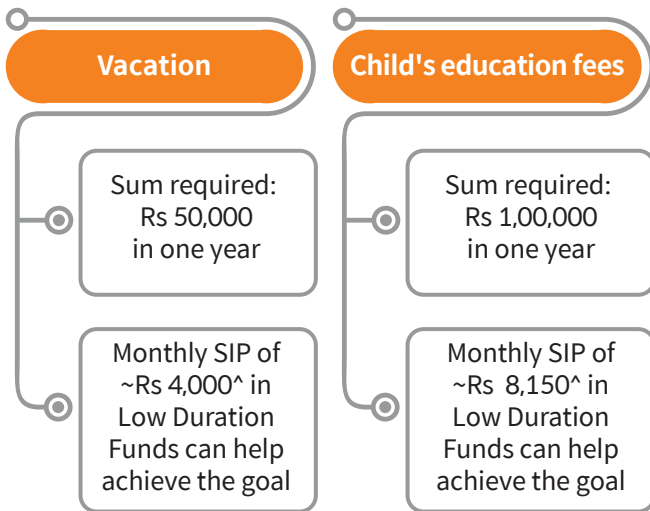 Vacation
Sum required:
Rs 50,000
in one year
Monthly SIP of
~Rs 4,000^ in
Low Duration
Funds can help
achieve the goal
Child's education fees
Sum required:
Rs 1,00,000
in one year
Monthly SIP of
~Rs 8,150^ in
Low Duration
Funds can help
achieve the goal